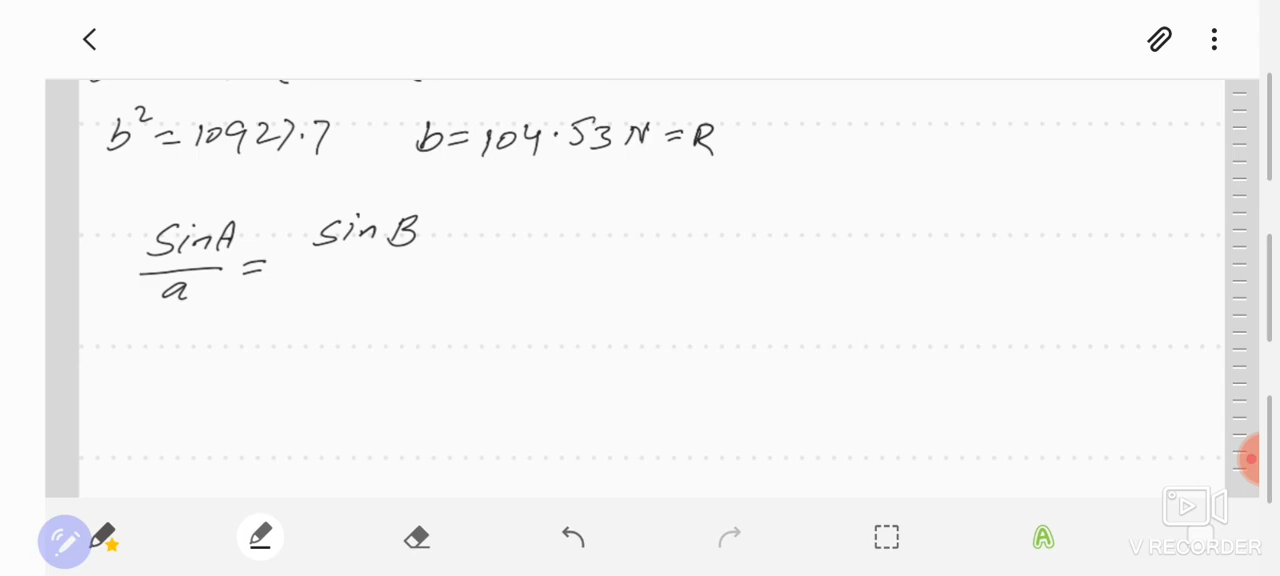 b² = 10927.7 b = 104.53 N = R
SinA/a = sin B
A
V RECORDER